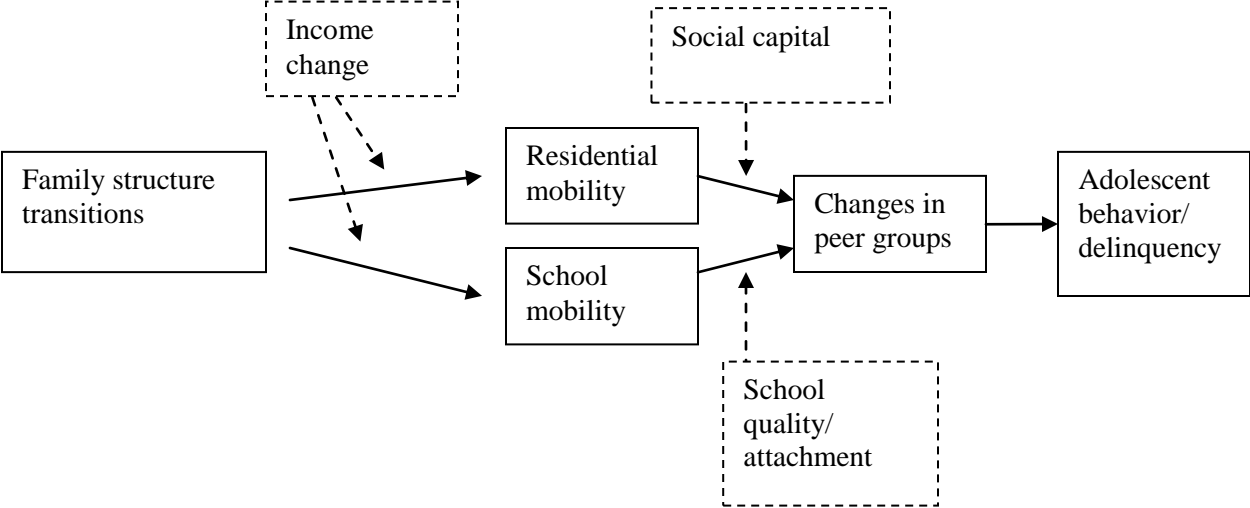 Income
change
Social capital
Family structure
transitions
Residential
mobility
School
mobility
Changes in
peer groups
Adolescent
behavior/
delinquency
School
quality/
attachment